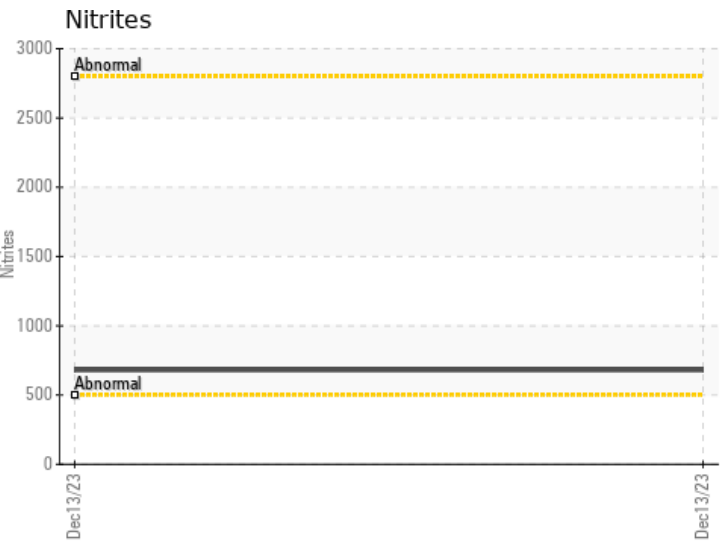 Nitrites
3000
Abnormal
2500
2000
Nitrites
1500
1000
Abnormal
500
0
Dec13/23
Dec13/23